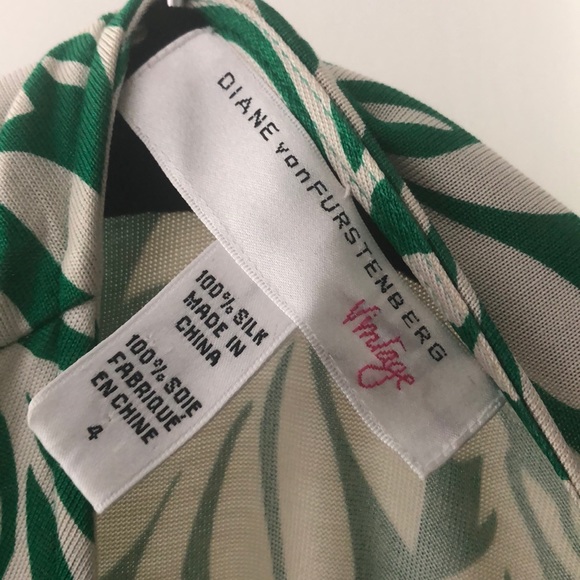 DIANE von FURSTENBERG
Vintage
100% SILK
MADE IN
CHINA
100% SOIE
FABRIQUÉ
EN CHINE
4